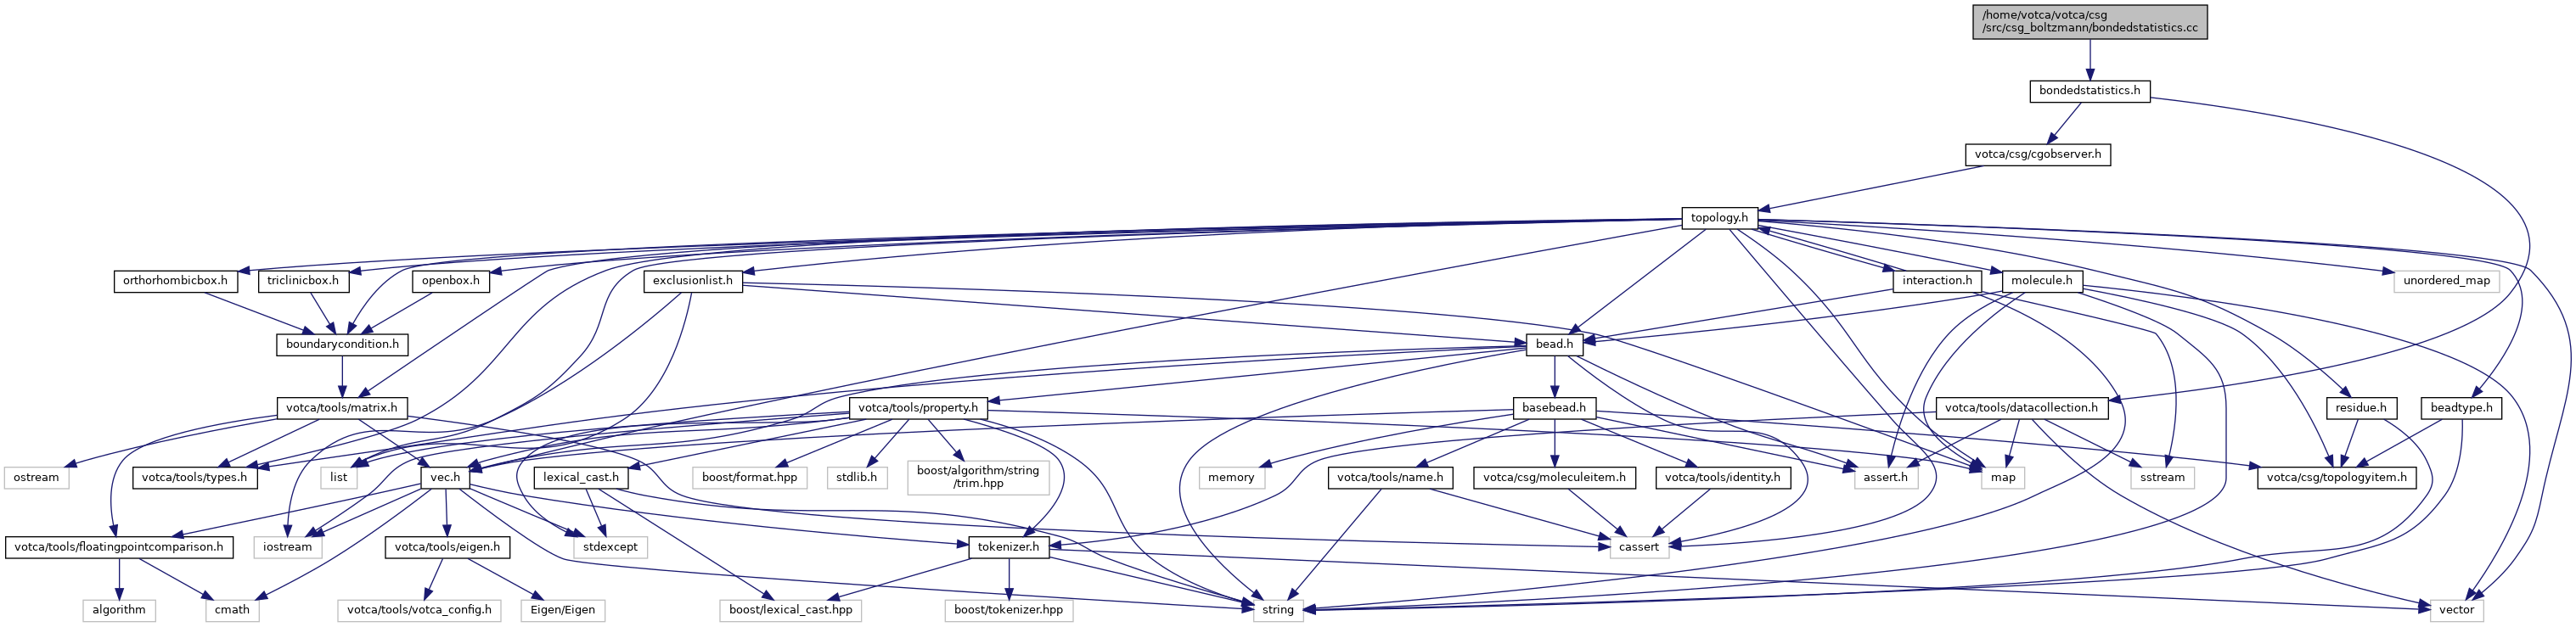 /home/votca/votca/csg
/src/csg_boltzmann/bondedstatistics.cc
bondedstatistics.h
votca/csg/cgobserver.h
topology.h
orthorhombicbox.h
triclinicbox.h
openbox.h
exclusionlist.h
interaction.h
molecule.h
unordered_map
boundarycondition.h
bead.h
votca/tools/matrix.h
votca/tools/property.h
basebead.h
votca/tools/datacollection.h
residue.h
beadtype.h
ostream
votca/tools/types.h
list
vec.h
lexical_cast.h
boost/format.hpp
stdlib.h
boost/algorithm/string
/trim.hpp
memory
votca/tools/name.h
votca/csg/moleculeitem.h
votca/tools/identity.h
assert.h
map
sstream
votca/csg/topologyitem.h
votca/tools/floatingpointcomparison.h
iostream
votca/tools/eigen.h
stdexcept
tokenizer.h
cassert
algorithm
cmath
votca/tools/votca_config.h
Eigen/Eigen
boost/lexical_cast.hpp
boost/tokenizer.hpp
string
vector